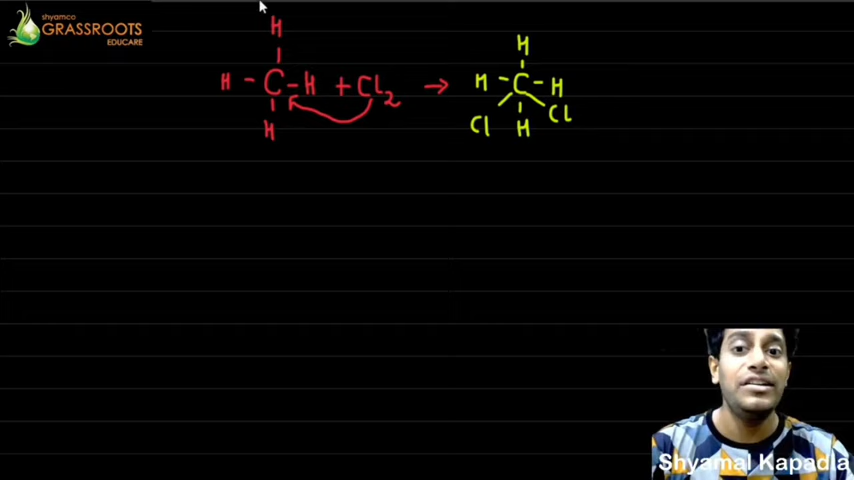 shyamco
GRASSROOTS
EDUCARE
H
H - C - H + Cl2 →
H
H
H - C - H
Cl H Cl
Shyamal Kapadia